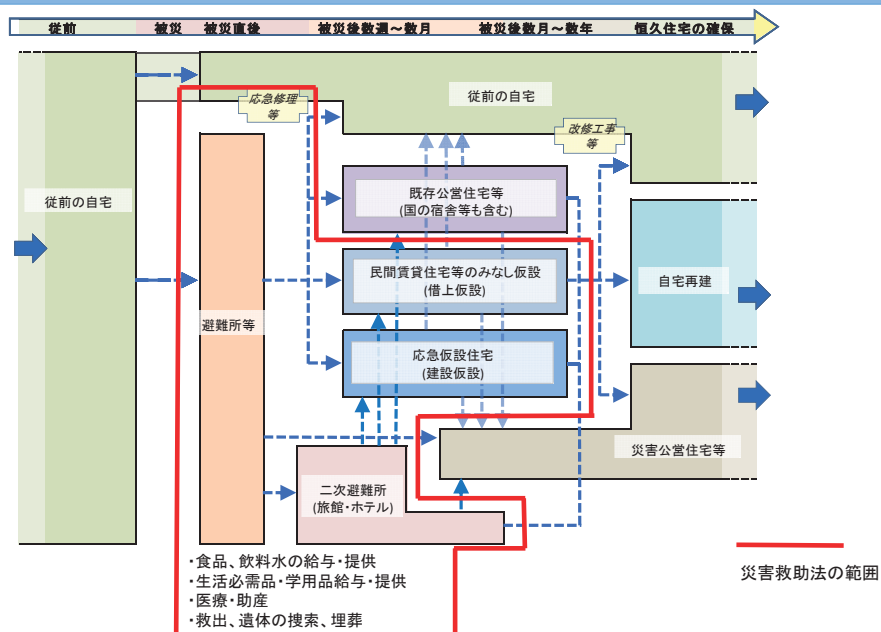 従前
被災
被災直後
被災後数週～数月
被災後数月～数年
恒久住宅の確保
応急修理
等
従前の自宅
改修工事
等
従前の自宅
既存公営住宅等
(国の宿舎等も含む)
民間賃貸住宅等のみなし仮設
(借上仮設)
自宅再建
避難所等
応急仮設住宅
(建設仮設)
災害公営住宅等
二次避難所
(旅館・ホテル)
・食品、飲料水の給与・提供
・生活必需品・学用品給与・提供
・医療・助産
・救出、遺体の捜索、埋葬
災害救助法の範囲